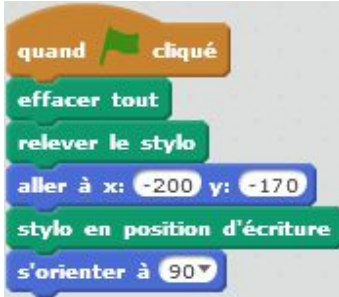 quand cliqué
effacer tout
relever le stylo
aller à x: -200 y: -170
stylo en position d'écriture
s'orienter à 90